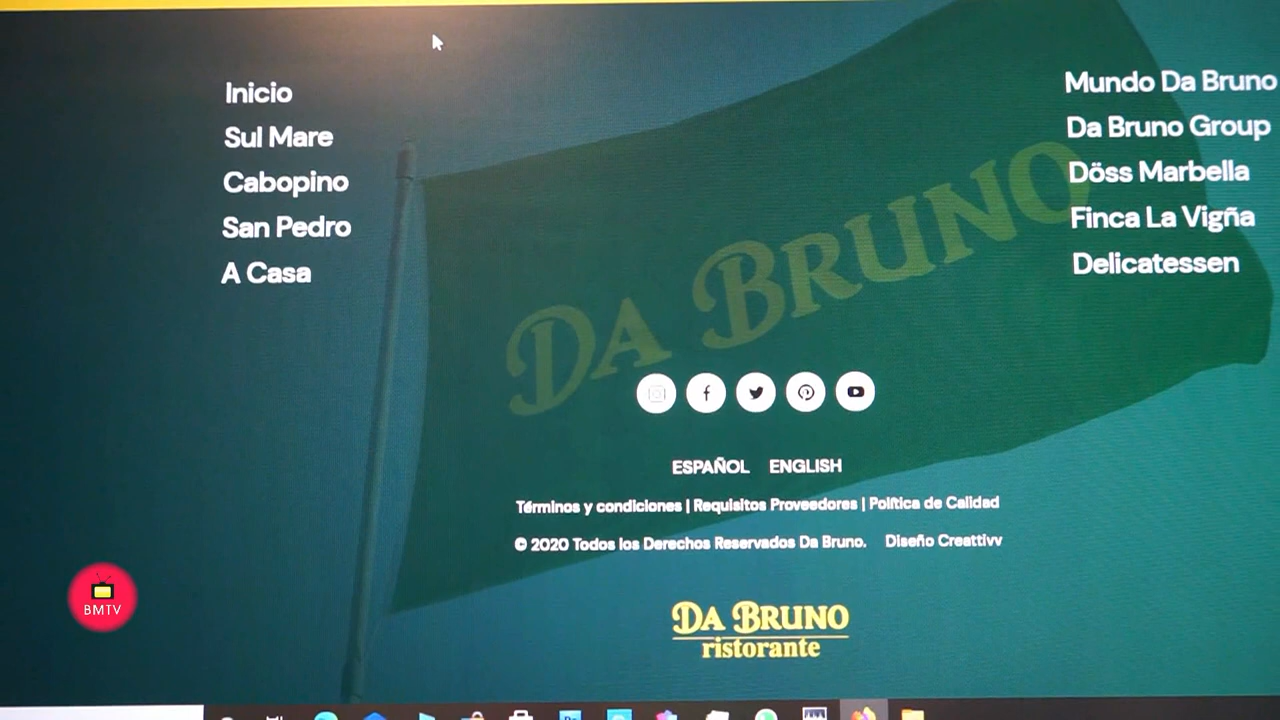 Inicio
Sul Mare
Cabopino
San Pedro
A Casa
Mundo Da Bruno
Da Bruno Group
Döss Marbella
Finca La Vigña
Delicatessen
DA BRUNO
ESPAÑOL ENGLISH
Términos y condiciones | Requisitos Proveedores | Política de Calidad
© 2020 Todos los Derechos Reservados Da Bruno. Diseño Creattivv
BMTV
DA BRUNO
ristorante